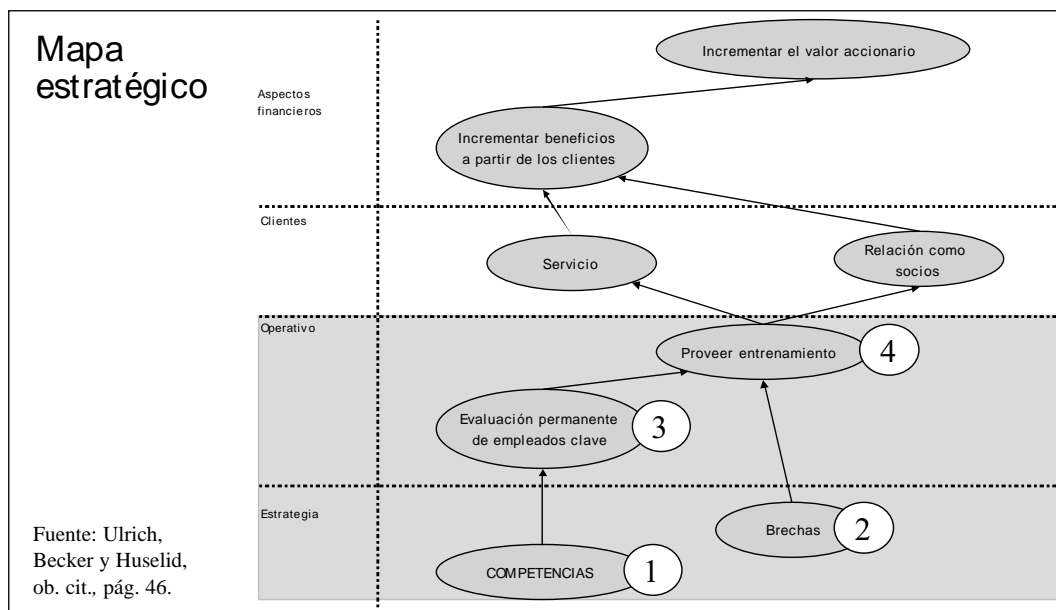 Mapa
estratégico
Aspectos
financieros
Incrementar el valor accionario
Incrementar beneficios
a partir de los clientes
Clientes
Servicio
Relación como
socios
Operativo
Proveer entrenamiento
4
Evaluación permanente
de empleados clave
3
Estrategia
Brechas
2
COMPETENCIAS
1
Fuente: Ulrich,
Becker y Huselid,
ob. cit., pág. 46.